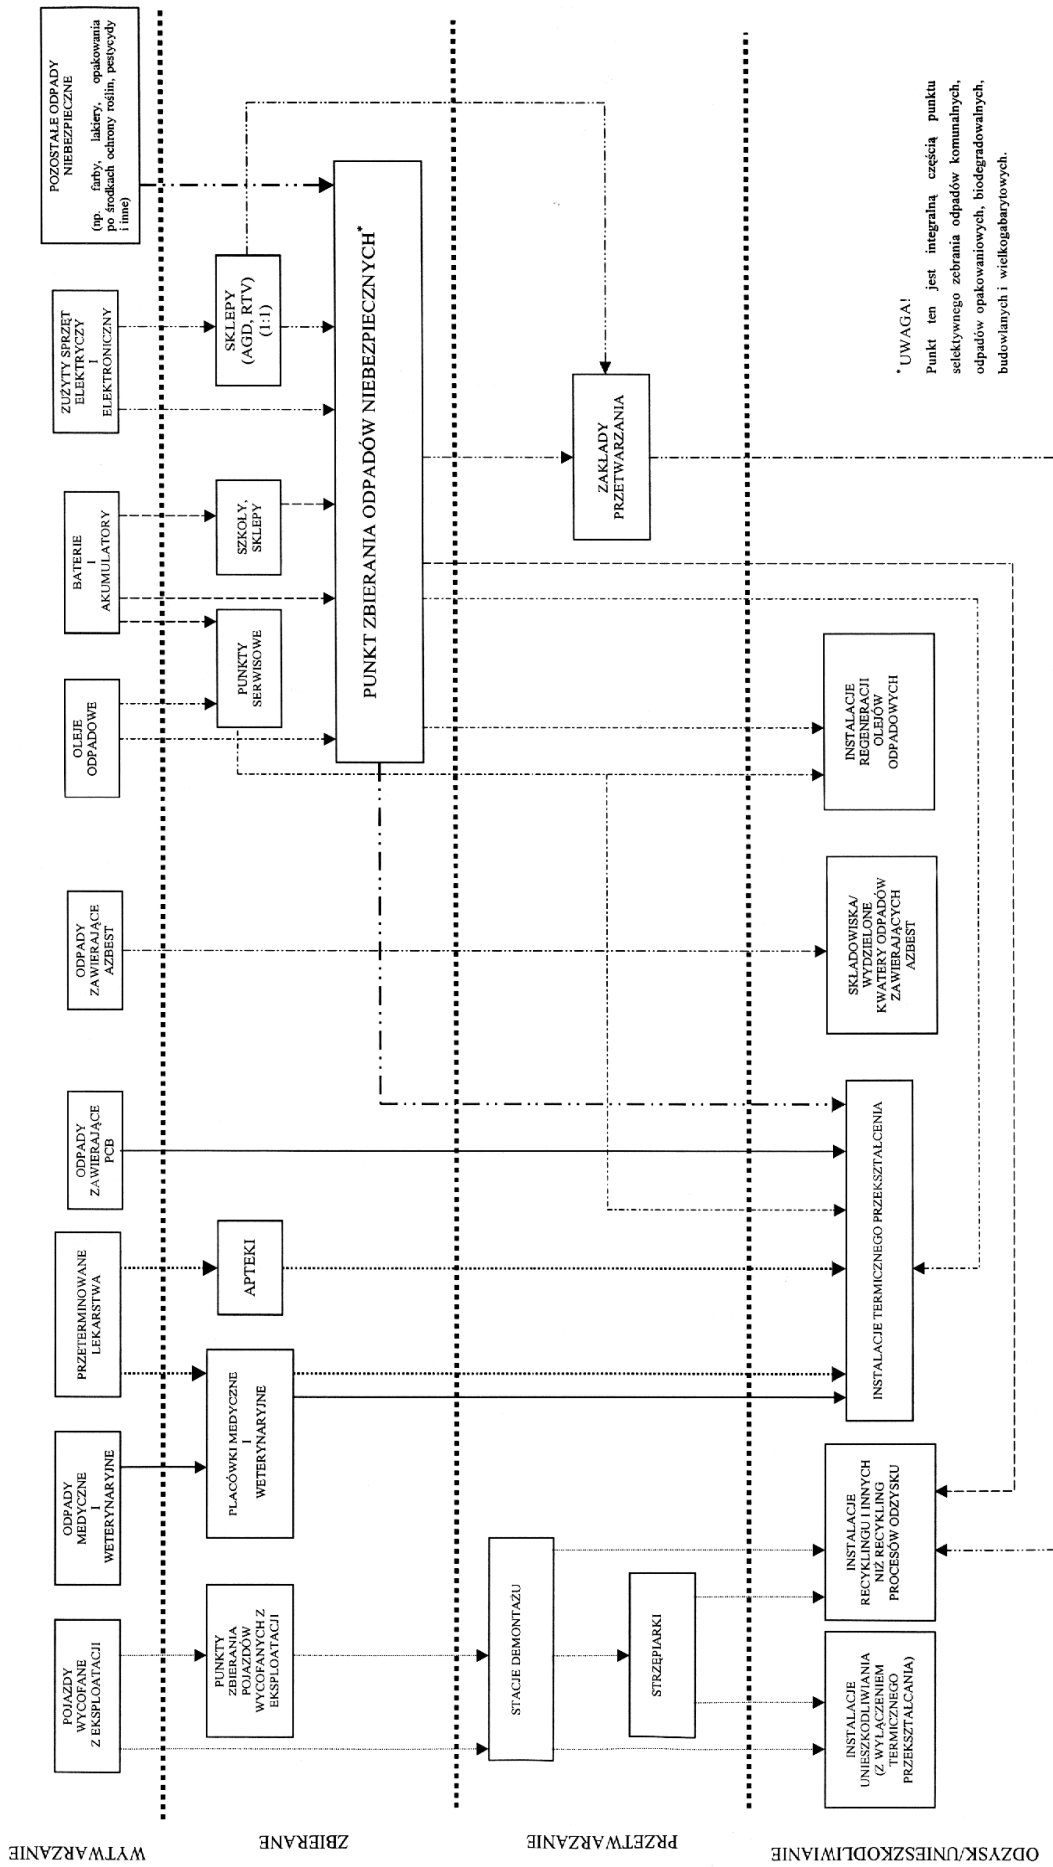 WYTWARZANIE
POJAZDY
WYCOFANE
Z EKSPLOATACJI
ODPADY
MEDYCZNE
I
WETERYNARYJNE
PRZETERMINOWANE
LEKARSTWA
ODPADY
ZAWIERAJĄCE
PCB
ODPADY
ZAWIERAJĄCE
AZBEST
OLEJE
ODPADOWE
BATERIE
I
AKUMULATORY
ZUŻYTY SPRZĘT
ELEKTRYCZY
I
ELEKTRONICZNY
POZOSTAŁE ODPADY
NIEBEZPIECZNE
(np. farby, lakiery, opakowania
po środkach ochrony roślin, pestycydy
i inne)
ZBIERANE
PUNKTY
ZBIERANIA
POJAZDÓW
WYCOFANYCH Z
EKSPLOATACJI
PLACÓWKI MEDYCZNE
I
WETERYNARYJNE
APTEKI
PUNKTY
SERWISOWE
SZKOŁY,
SKLEPY
SKLEPY
(AGD, RTV)
(1:1)
PUNKT ZBIERANIA ODPADÓW NIEBEZPIECZNYCH*
PRZETWARZANIE
STACJE DEMONTAŻU
STRZĘPIARKI
ZAKŁADY
PRZETWARZANIA
ODZYSK/UNIESZKODLIWIANIE
INSTALACJE
UNIESZKODLIWIANIA
(Z WYŁĄCZENIEM
TERMICZNEGO
PRZEKSZTAŁCANIA)
INSTALACJE
RECYKLINGU I INNYCH
NIŻ RECYKLING
PROCESÓW ODZYSKU
INSTALACJE TERMICZNEGO PRZEKSZTAŁCENIA
SKŁADOWISKA/
WYDZIELONE
KWATERY ODPADÓW
ZAWIERAJĄCYCH
AZBEST
INSTALACJE
REGENERACJI
OLEJÓW
ODPADOWYCH
* UWAGA!
Punkt ten jest integralną częścią punktu
selektywnego zebrania odpadów komunalnych,
odpadów opakowaniowych, biodegradowalnych,
budowlanych i wielkogabarytowych.